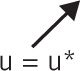 u = u*